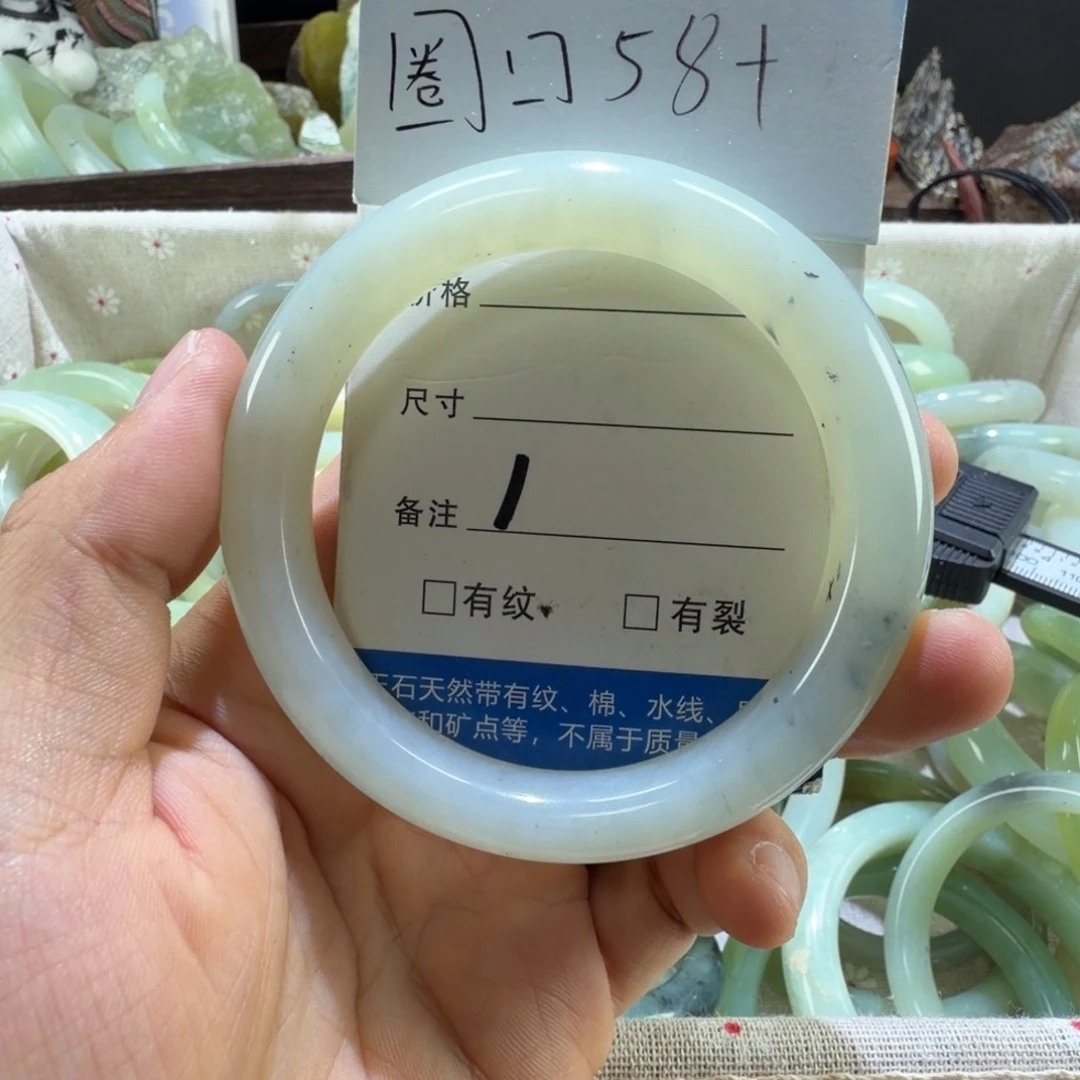 圈口58+
价格
尺寸
备注 1
□有纹 □有裂
玉石天然带有纹、棉、水线、
和矿点等，不属于质量